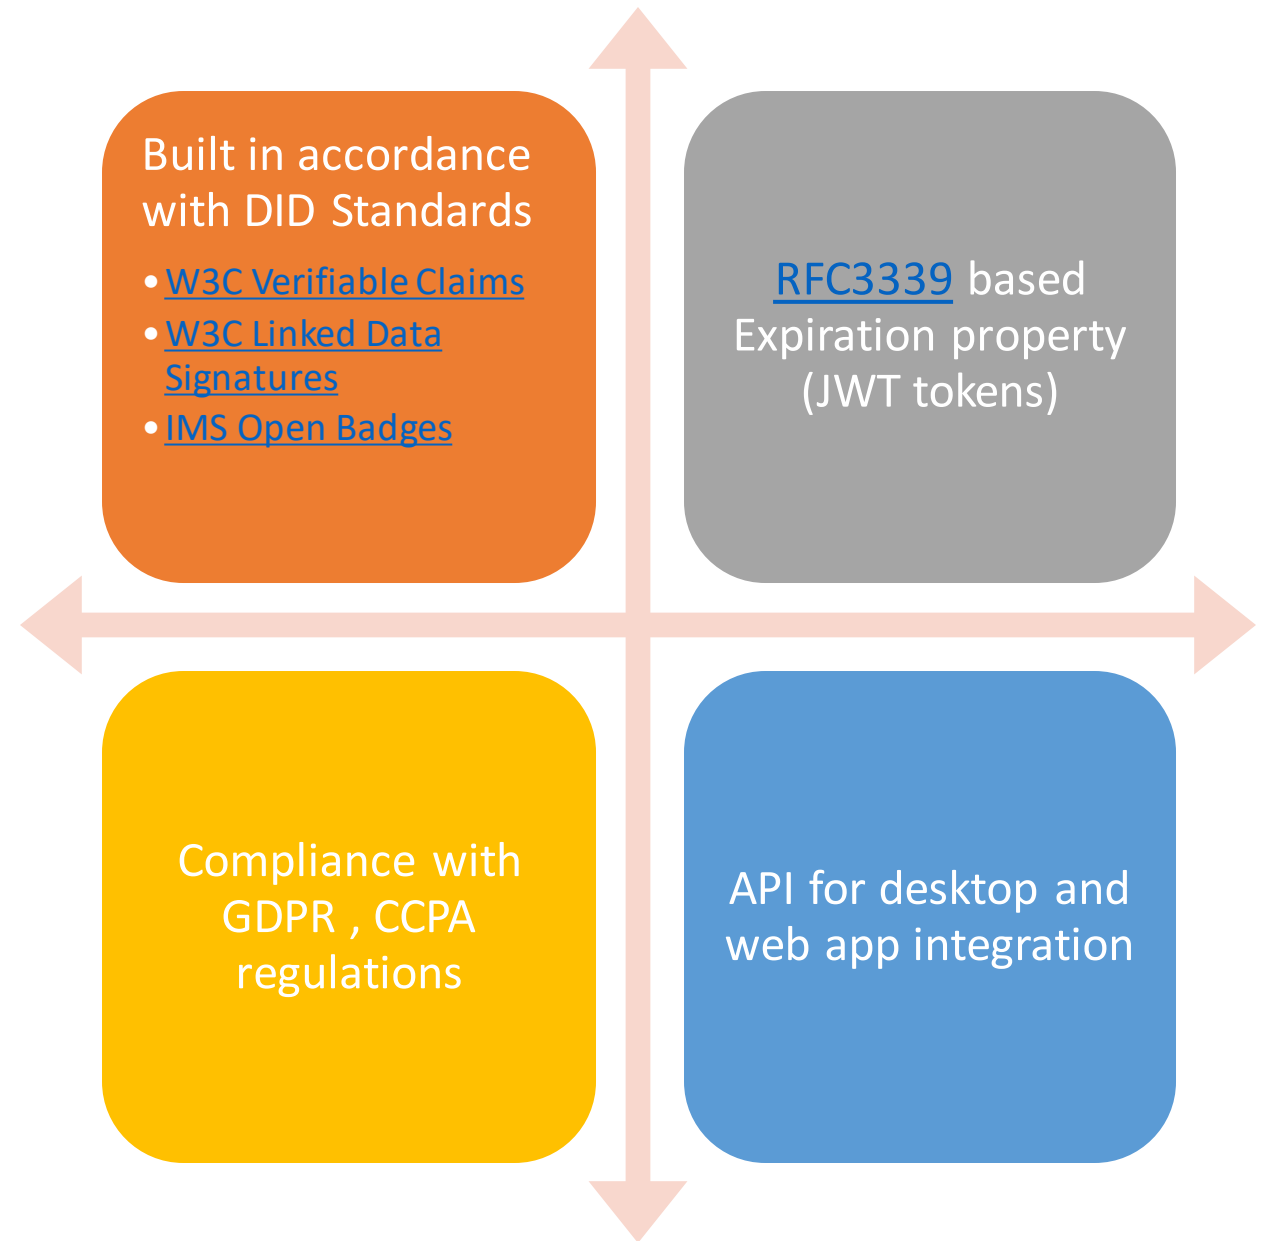 Built in accordance
with DID Standards
•W3C Verifiable Claims
•W3C Linked Data
Signatures
•IMS Open Badges
RFC3339 based
Expiration property
(JWT tokens)
Compliance with
GDPR , CCPA
regulations
API for desktop and
web app integration